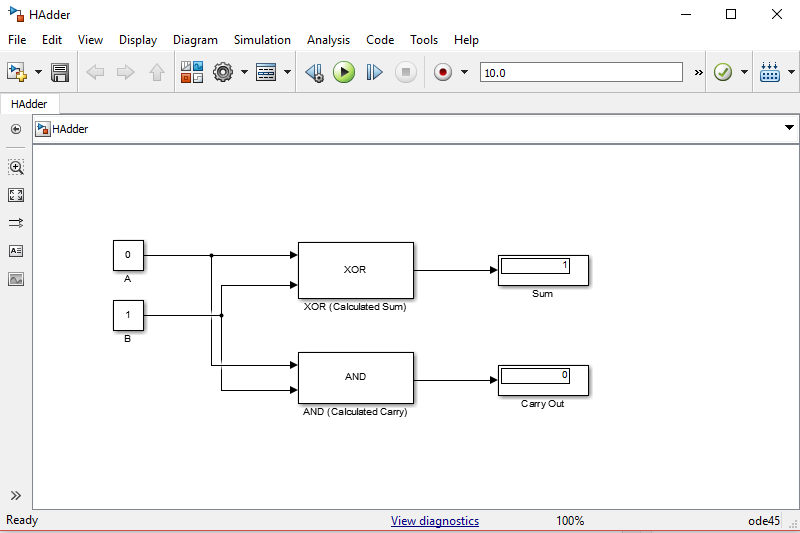 HAdder
File Edit View Display Diagram Simulation Analysis Code Tools Help
10.0 »
HAdder
HAdder
0
A
XOR
XOR (Calculated Sum)
1
Sum
1
B
AND
AND (Calculated Carry)
0
Carry Out
Ready View diagnostics 100% ode45